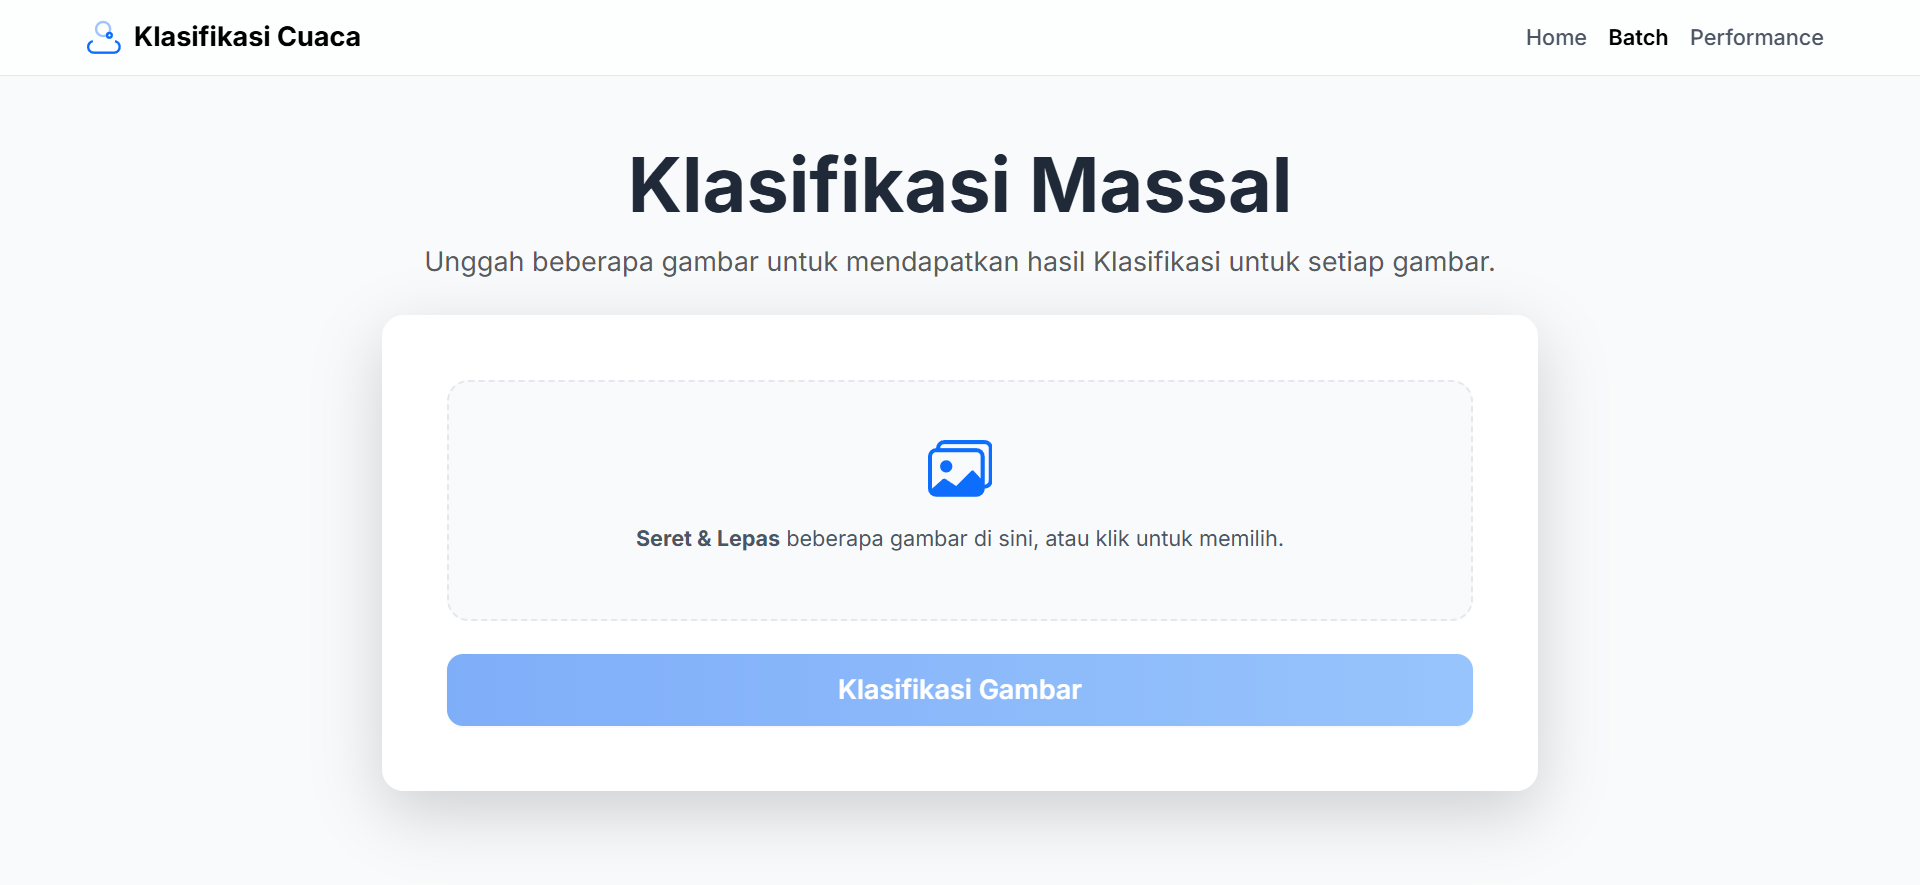 Klasifikasi Cuaca
Home Batch Performance
Klasifikasi Massal
Unggah beberapa gambar untuk mendapatkan hasil Klasifikasi untuk setiap gambar.
Seret & Lepas beberapa gambar di sini, atau klik untuk memilih.
Klasifikasi Gambar